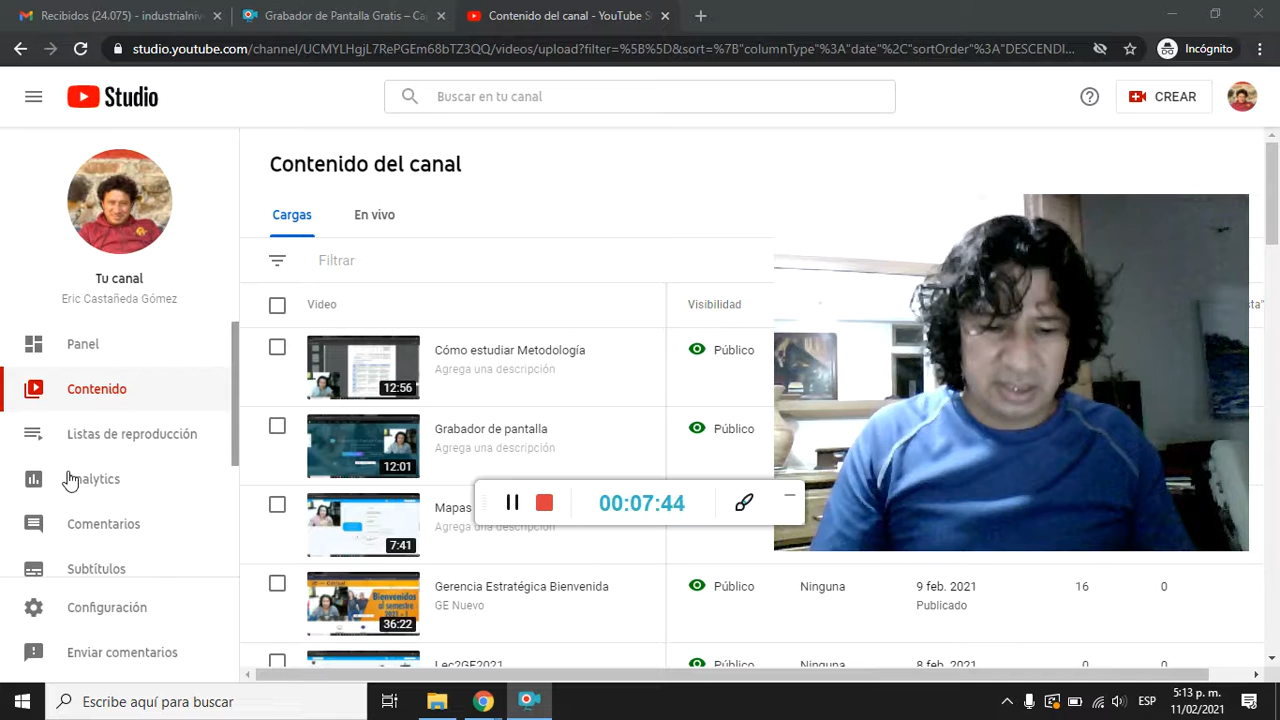 Recibidos (24.075) - industrialniv
Grabador de Pantalla Gratis – Ca
Contenido del canal - YouTube S
studio.youtube.com/channel/UCMYLHgjL7RePGEm68bTZ3QQ/videos/upload?filter=%5B%5D&sort=%7B"columnType"%3A"date"%2C"sortOrder"%3A"DESCENDI...
Incógnito
Studio
Buscar en tu canal
CREAR
Tu canal
Eric Castañeda Gómez
Panel
Contenido
Listas de reproducción
Analytics
Comentarios
Subtítulos
Configuración
Enviar comentarios
Contenido del canal
Cargas
En vivo
Filtrar
Video
Visibilidad
Cómo estudiar Metodología
Agrega una descripción
12:56
Público
Grabador de pantalla
Agrega una descripción
12:01
Público
Mapas
Agrega una descripción
7:41
00:07:44
Gerencia Estratégica Bienvenida
GE Nuevo
Bienvenidos
al semestre
2021 - I
36:22
Público
Ninguna
9 feb. 2021
Publicado
16
0
Lec2GE2021
Público
Ninguna
8 feb. 2021
0
0
Escribe aquí para buscar
ESP
5:13 p. m.
11/02/2021